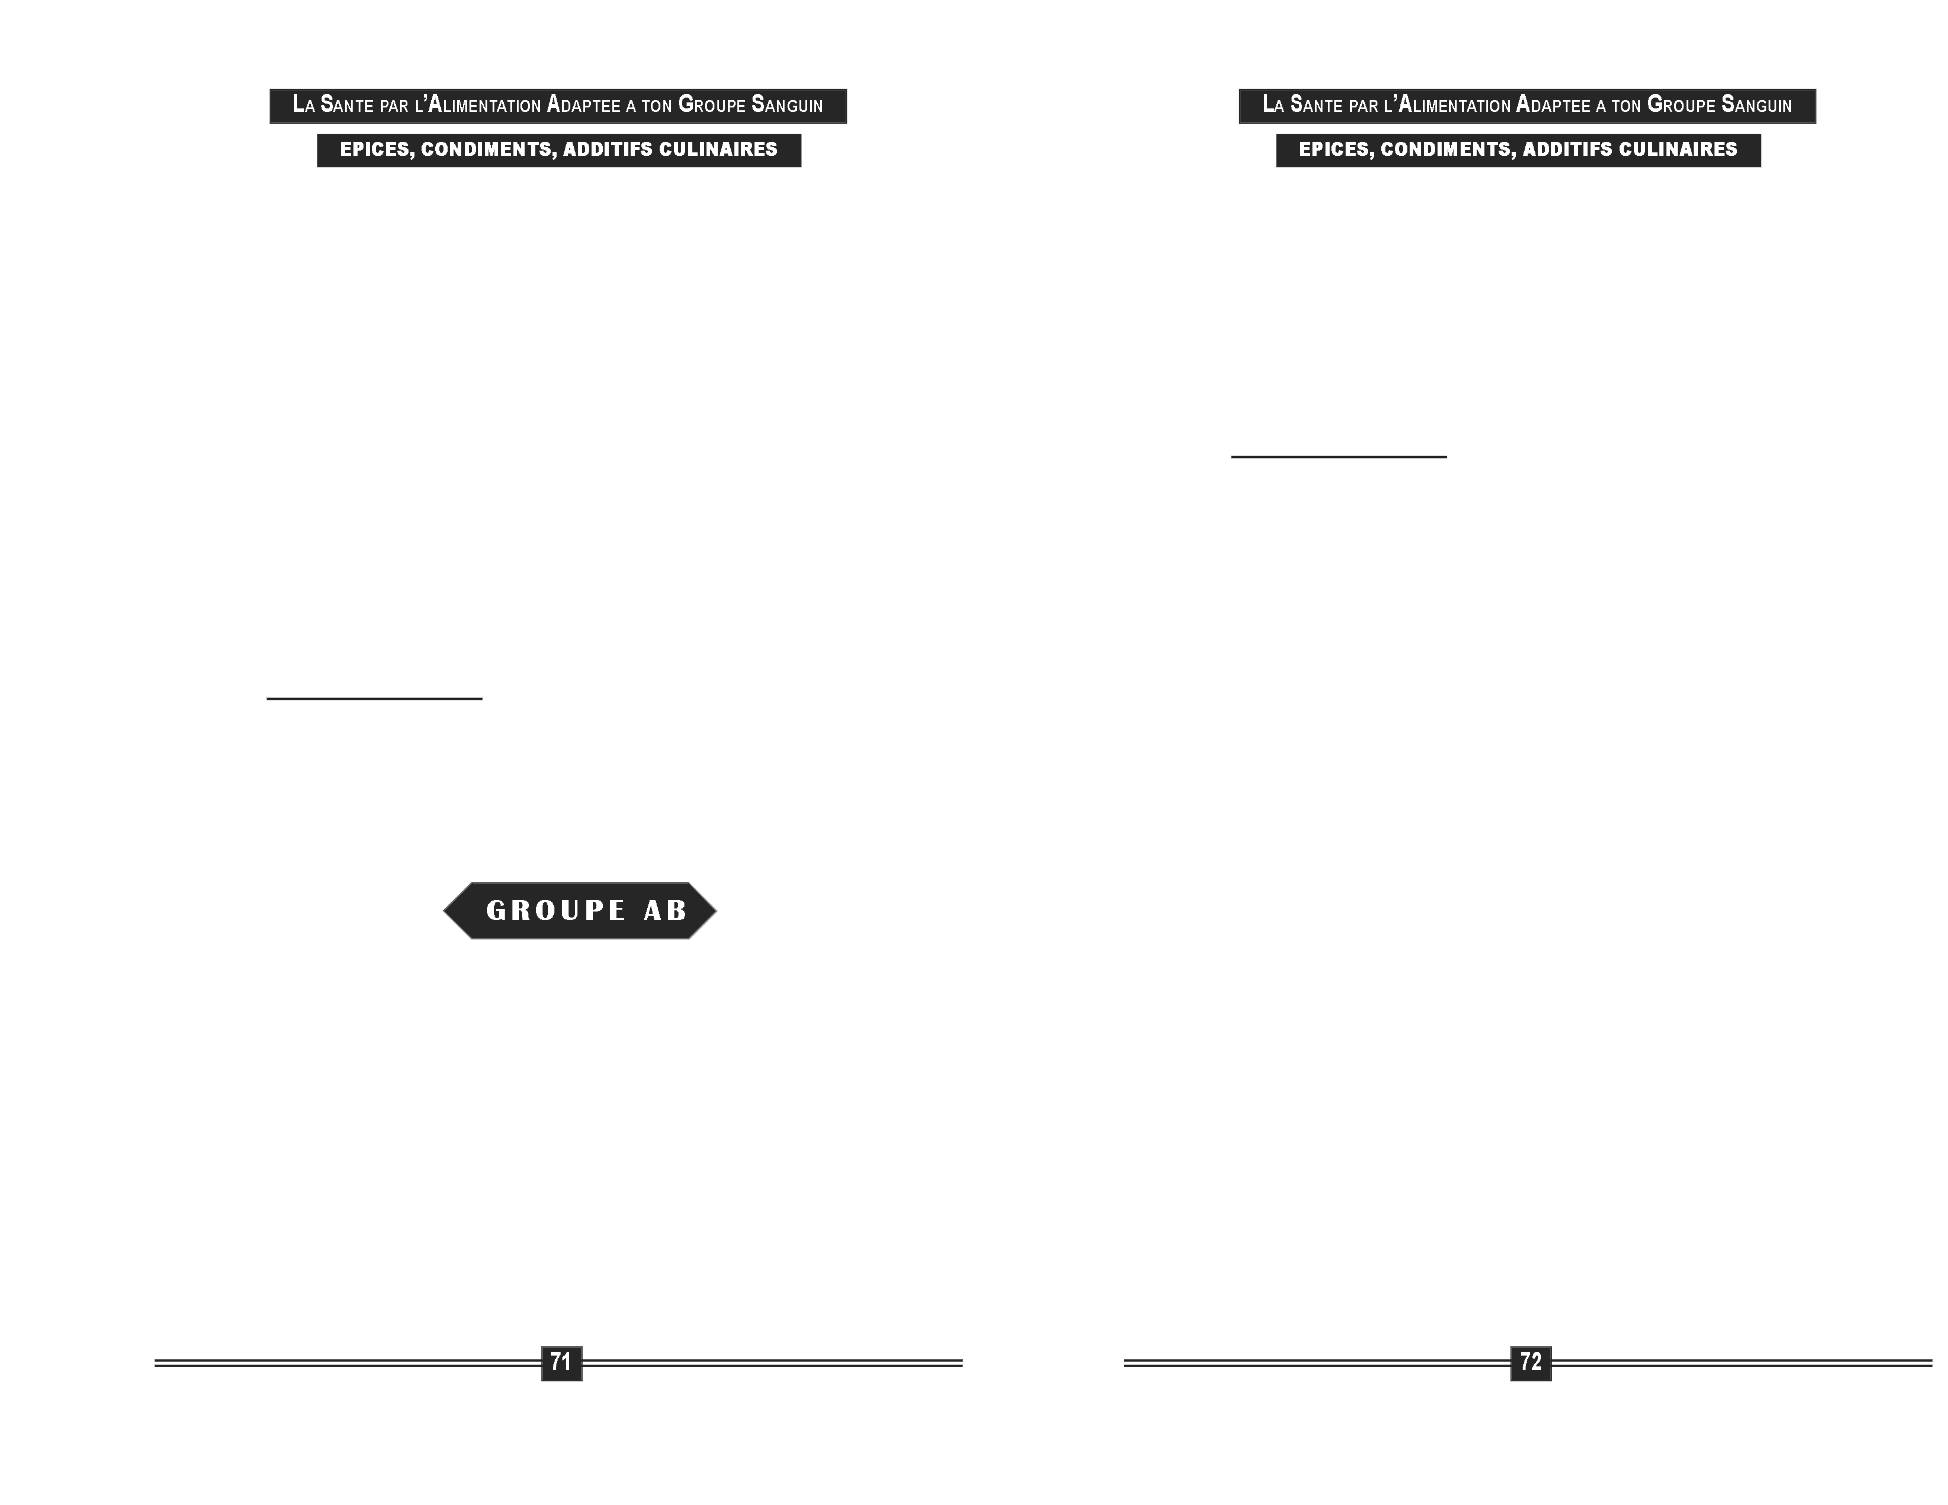 LA SANTE PAR L’ALIMENTATION ADAPTEE A TON GROUPE SANGUIN
EPICES, CONDIMENTS, ADDITIFS CULINAIRES
GROUPE AB
71
LA SANTE PAR L’ALIMENTATION ADAPTEE A TON GROUPE SANGUIN
EPICES, CONDIMENTS, ADDITIFS CULINAIRES
72